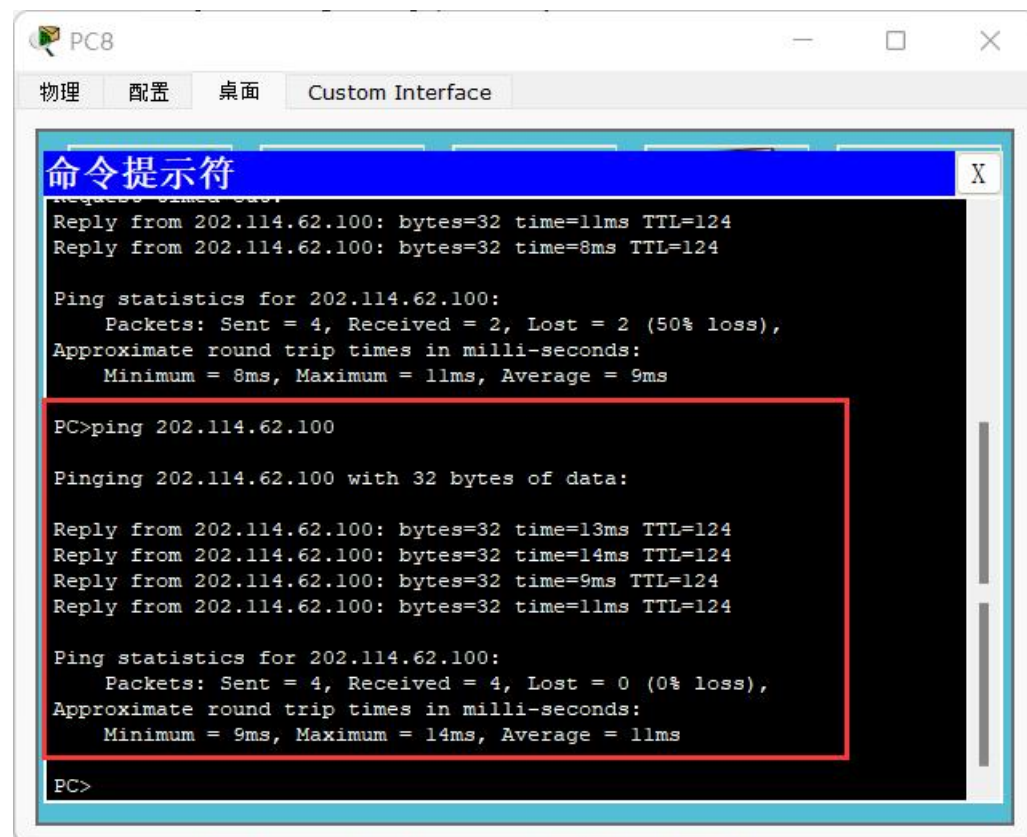 PC8
物理 配置 桌面 Custom Interface
命令提示符 X
Reply from 202.114.62.100: bytes=32 time=11ms TTL=124
Reply from 202.114.62.100: bytes=32 time=8ms TTL=124
Ping statistics for 202.114.62.100:
Packets: Sent = 4, Received = 2, Lost = 2 (50% loss),
Approximate round trip times in milli-seconds:
Minimum = 8ms, Maximum = 11ms, Average = 9ms
PC>ping 202.114.62.100
Pinging 202.114.62.100 with 32 bytes of data:
Reply from 202.114.62.100: bytes=32 time=13ms TTL=124
Reply from 202.114.62.100: bytes=32 time=14ms TTL=124
Reply from 202.114.62.100: bytes=32 time=9ms TTL=124
Reply from 202.114.62.100: bytes=32 time=11ms TTL=124
Ping statistics for 202.114.62.100:
Packets: Sent = 4, Received = 4, Lost = 0 (0% loss),
Approximate round trip times in milli-seconds:
Minimum = 9ms, Maximum = 14ms, Average = 11ms
PC>